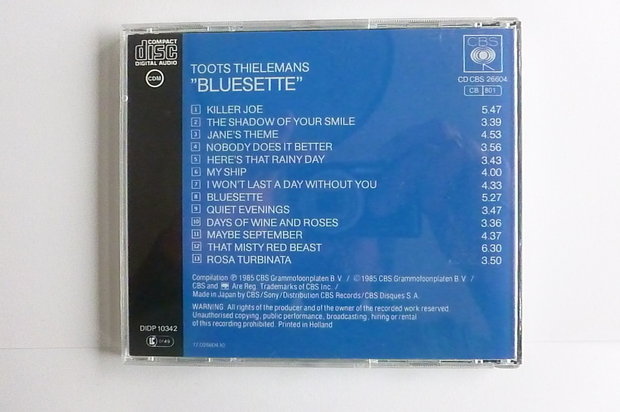 COMPACT
disc
DIGITAL AUDIO
CDM
CBS
CD CBS 26604
CB 801
TOOTS THIELEMANS
"BLUESETTE"
1 KILLER JOE 5.47
2 THE SHADOW OF YOUR SMILE 3.39
3 JANE'S THEME 4.53
4 NOBODY DOES IT BETTER 3.56
5 HERE'S THAT RAINY DAY 3.43
6 MY SHIP 4.00
7 I WON'T LAST A DAY WITHOUT YOU 4.33
8 BLUESETTE 5.27
9 QUIET EVENINGS 3.47
10 DAYS OF WINE AND ROSES 3.36
11 MAYBE SEPTEMBER 4.37
12 THAT MISTY RED BEAST 6.30
13 ROSA TURBINATA 3.50
Compilation ℗ 1985 CBS Grammofoonplaten B.V. / © 1985 CBS Grammofoonplaten B.V. /
CBS and Are Reg. Trademarks of CBS Inc. /
Made in Japan by CBS/Sony/Distribution CBS Records/CBS Disques S.A.
WARNING: All rights of the producer and of the owner of the recorded work reserved.
Unauthorised copying, public performance, broadcasting, hiring or rental
of this recording prohibited. Printed in Holland
DIDP 10342